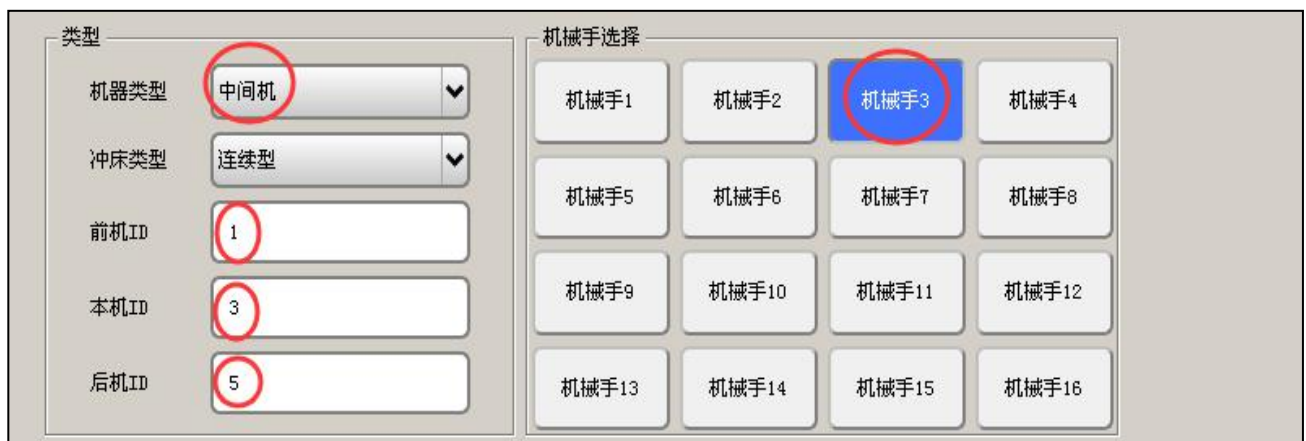 类型
机器类型 中间机
冲床类型 连续型
前机ID 1
本机ID 3
后机ID 5
机械手选择
机械手1 机械手2 机械手3 机械手4
机械手5 机械手6 机械手7 机械手8
机械手9 机械手10 机械手11 机械手12
机械手13 机械手14 机械手15 机械手16